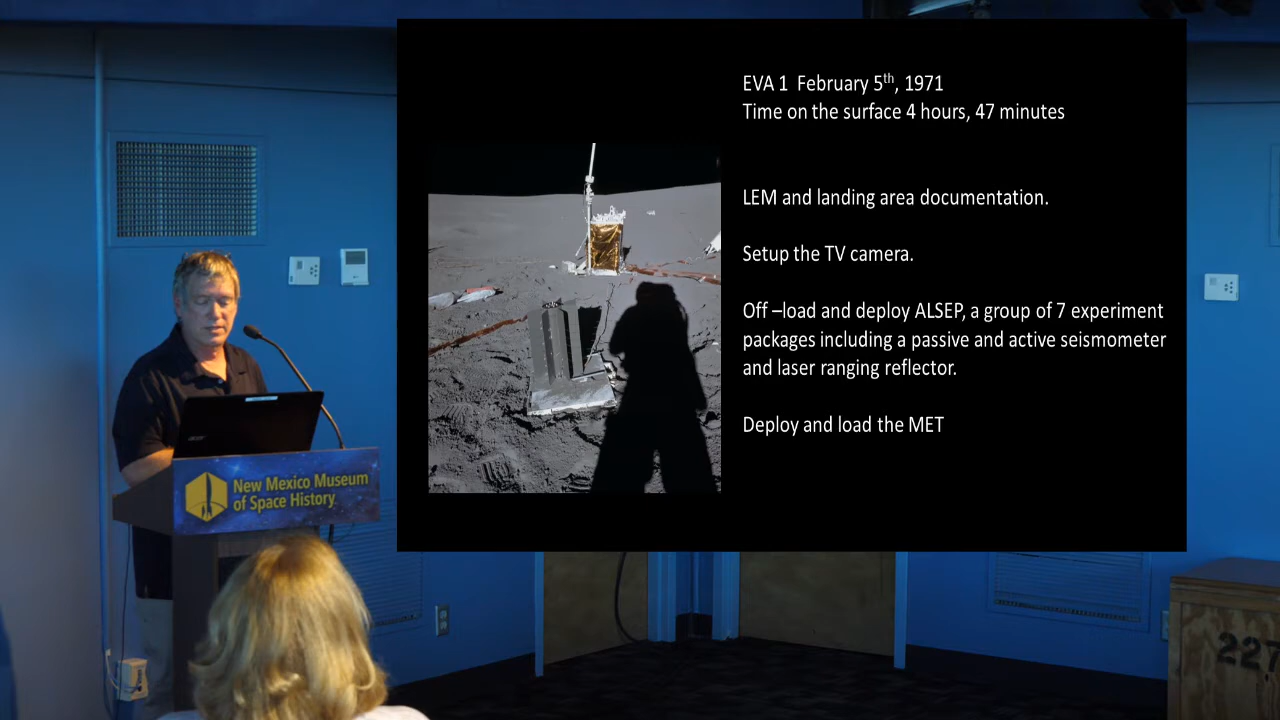 EVA 1 February 5th, 1971
Time on the surface 4 hours, 47 minutes
LEM and landing area documentation.
Setup the TV camera.
Off –load and deploy ALSEP, a group of 7 experiment
packages including a passive and active seismometer
and laser ranging reflector.
Deploy and load the MET
acer
New Mexico Museum
of Space History
227